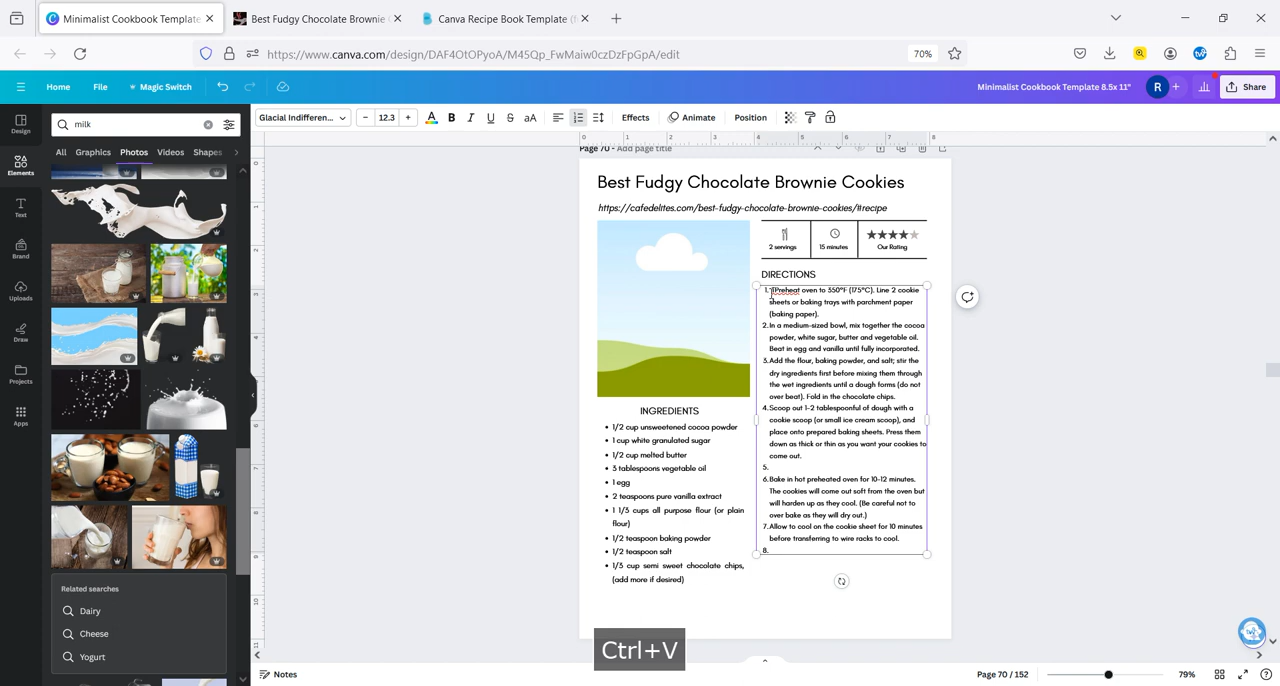 Minimalist Cookbook Template
Best Fudgy Chocolate Brownie
Canva Recipe Book Template (
https://www.canva.com/design/DAF4OtOPyoA/M45Qp_FwMaiw0czDzFpGpA/edit
70%
Home
File
Magic Switch
Minimalist Cookbook Template 8.5x 11"
R
Share
Design
Elements
Text
Brand
Uploads
Draw
Projects
Apps
milk
All
Graphics
Photos
Videos
Shapes
Related searches
Dairy
Cheese
Yogurt
Glacial Indifferen...
12.3
Effects
Animate
Position
Page 70 - Add page title
Best Fudgy Chocolate Brownie Cookies
https://cafedelites.com/best-fudgy-chocolate-brownie-cookies/#recipe
2 servings
15 minutes
Our Rating
INGREDIENTS
1/2 cup unsweetened cocoa powder
1 cup white granulated sugar
1/2 cup melted butter
3 tablespoons vegetable oil
1 egg
2 teaspoons pure vanilla extract
1 1/3 cups all purpose flour (or plain
flour)
1/2 teaspoon baking powder
1/2 teaspoon salt
1/3 cup semi sweet chocolate chips,
(add more if desired)
DIRECTIONS
1. Preheat oven to 350°F (175°C). Line 2 cookie
sheets or baking trays with parchment paper
(baking paper).
2. In a medium-sized bowl, mix together the cocoa
powder, white sugar, butter and vegetable oil.
Beat in egg and vanilla until fully incorporated.
3. Add the flour, baking powder, and salt; stir the
dry ingredients first before mixing them through
the wet ingredients until a dough forms (do not
over beat). Fold in the chocolate chips.
4. Scoop out 1-2 tablespoonful of dough with a
cookie scoop (or small ice cream scoop), and
place onto prepared baking sheets. Press them
down as thick or thin as you want your cookies to
come out.
5.
6. Bake in hot preheated oven for 10-12 minutes.
The cookies will come out soft from the oven but
will harden up as they cool. (Be careful not to
over bake as they will dry out.)
7. Allow to cool on the cookie sheet for 10 minutes
before transferring to wire racks to cool.
8.
Ctrl+V
Notes
Page 70 / 152
79%